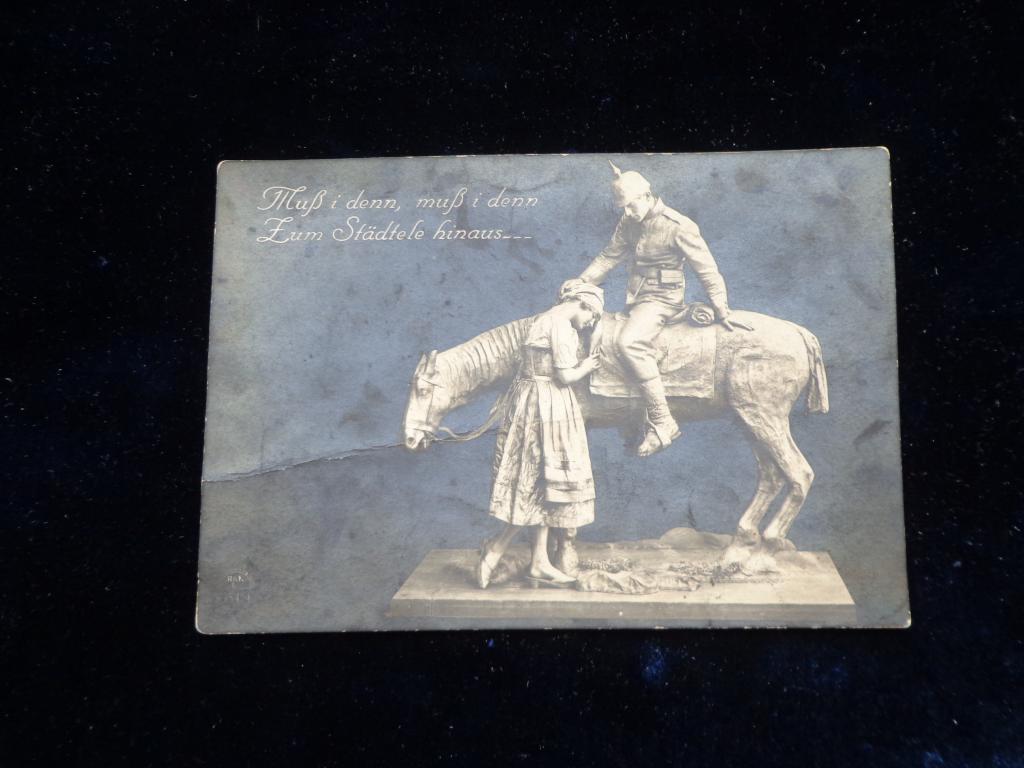 Muß i denn, muß i denn
Zum Städtele hinaus---